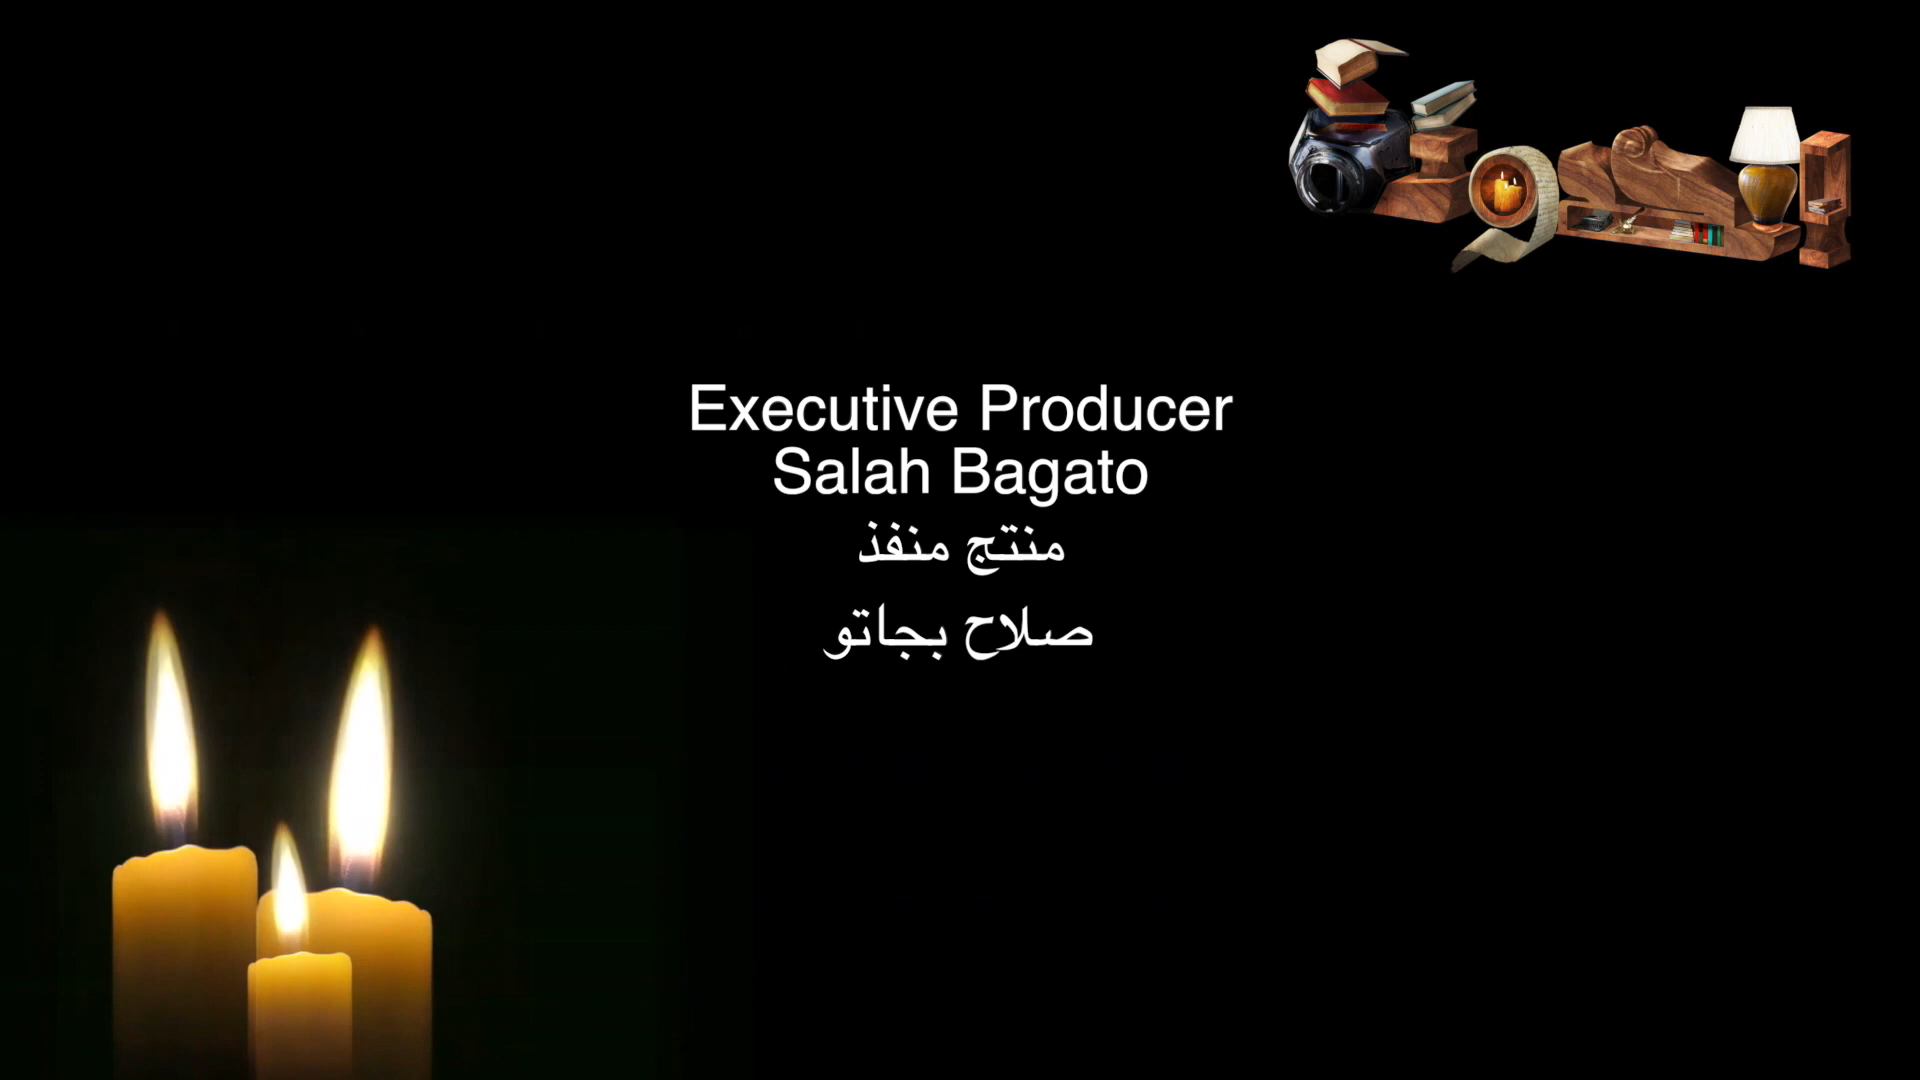 Executive Producer
Salah Bagato
منتج منفذ
صلاح بجاتو